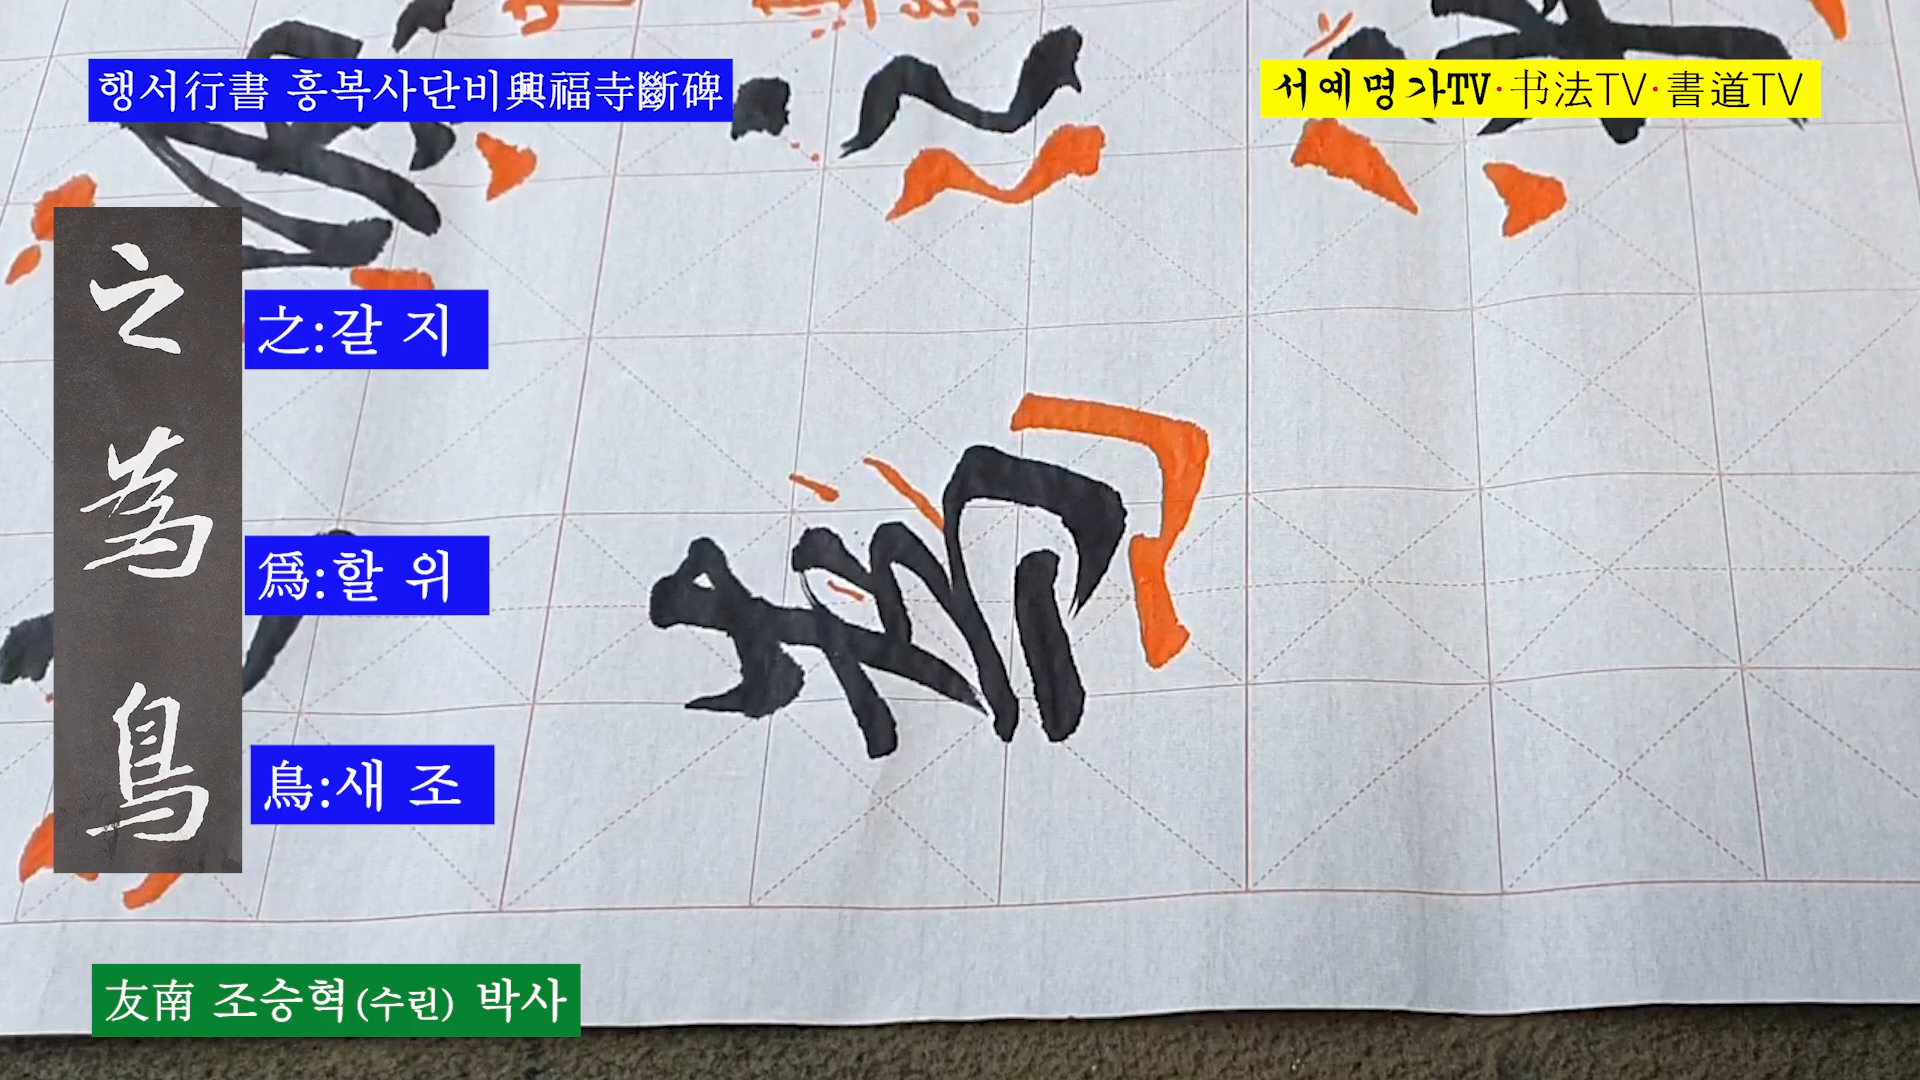 행서行書 흥복사단비興福寺斷碑
서예명가TV·书法TV·書道TV
之
為
鳥
之:갈 지
爲:할 위
鳥:새 조
友南 조승혁(수린) 박사